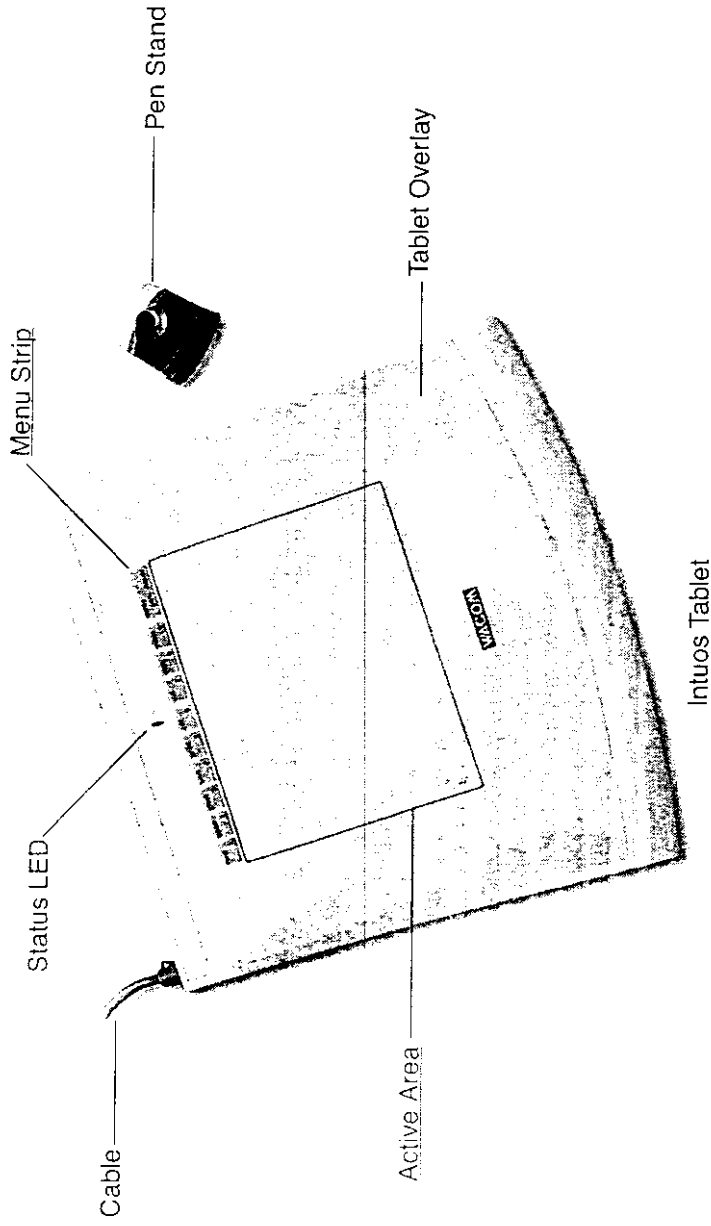 Pen Stand
Menu Strip
Status LED
Cable
Tablet Overlay
Active Area
WACOM
Intuos Tablet